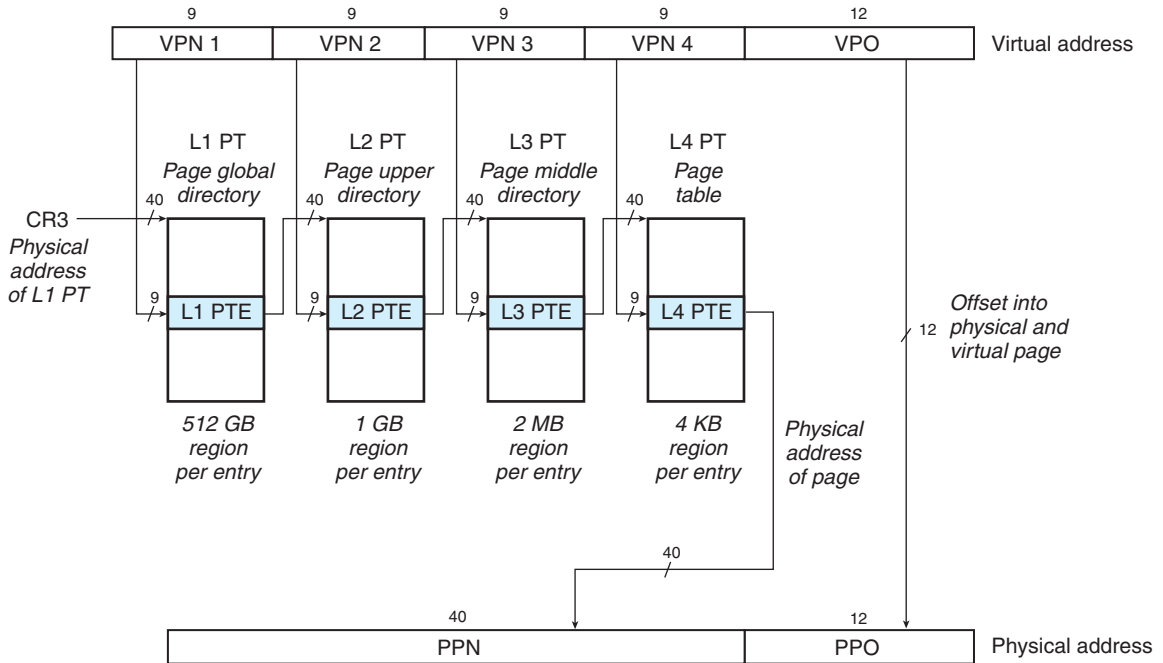 9 9 9 9 12
VPN 1 VPN 2 VPN 3 VPN 4 VPO Virtual address
L1 PT
Page global
directory
L2 PT
Page upper
directory
L3 PT
Page middle
directory
L4 PT
Page
table
CR3
Physical
address
of L1 PT
40 40 40 40
9 9 9 9
L1 PTE L2 PTE L3 PTE L4 PTE
512 GB
region
per entry
1 GB
region
per entry
2 MB
region
per entry
4 KB
region
per entry
Physical
address
of page
12
Offset into
physical and
virtual page
40
40 12
PPN PPO Physical address